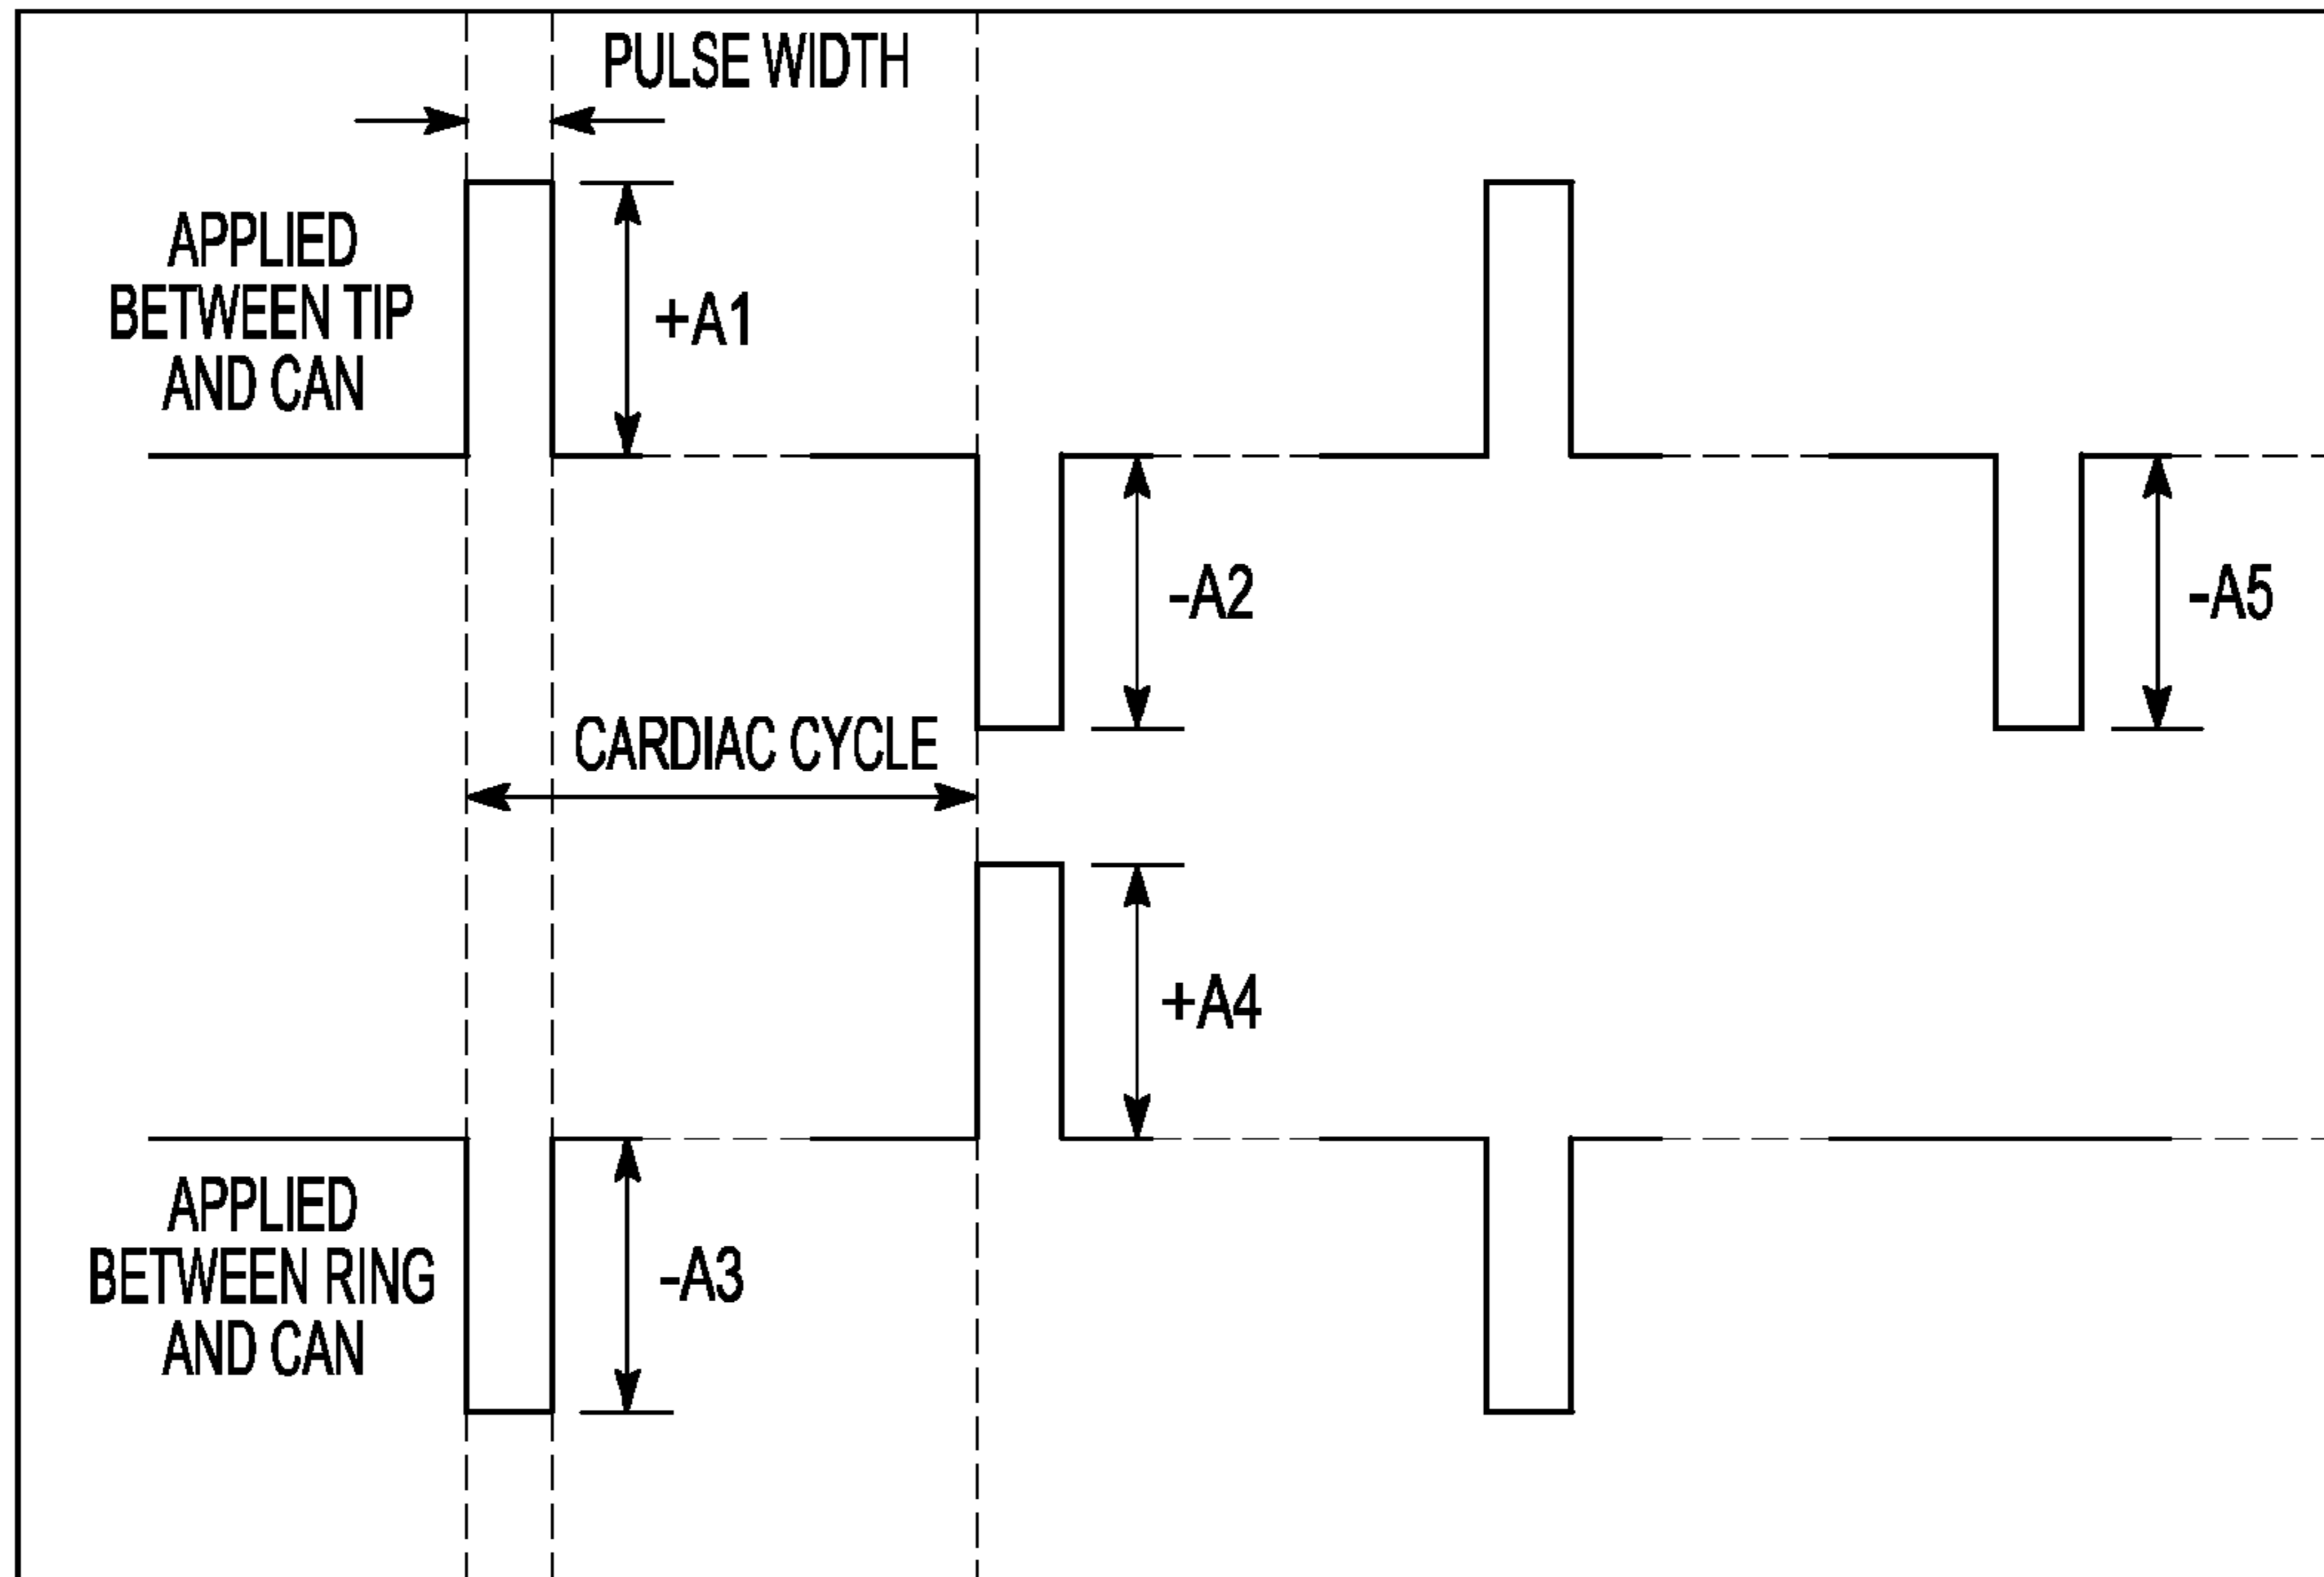 PULSE WIDTH
APPLIED
BETWEEN TIP
AND CAN
+A1
-A2
-A5
CARDIAC CYCLE
+A4
APPLIED
BETWEEN RING
AND CAN
-A3